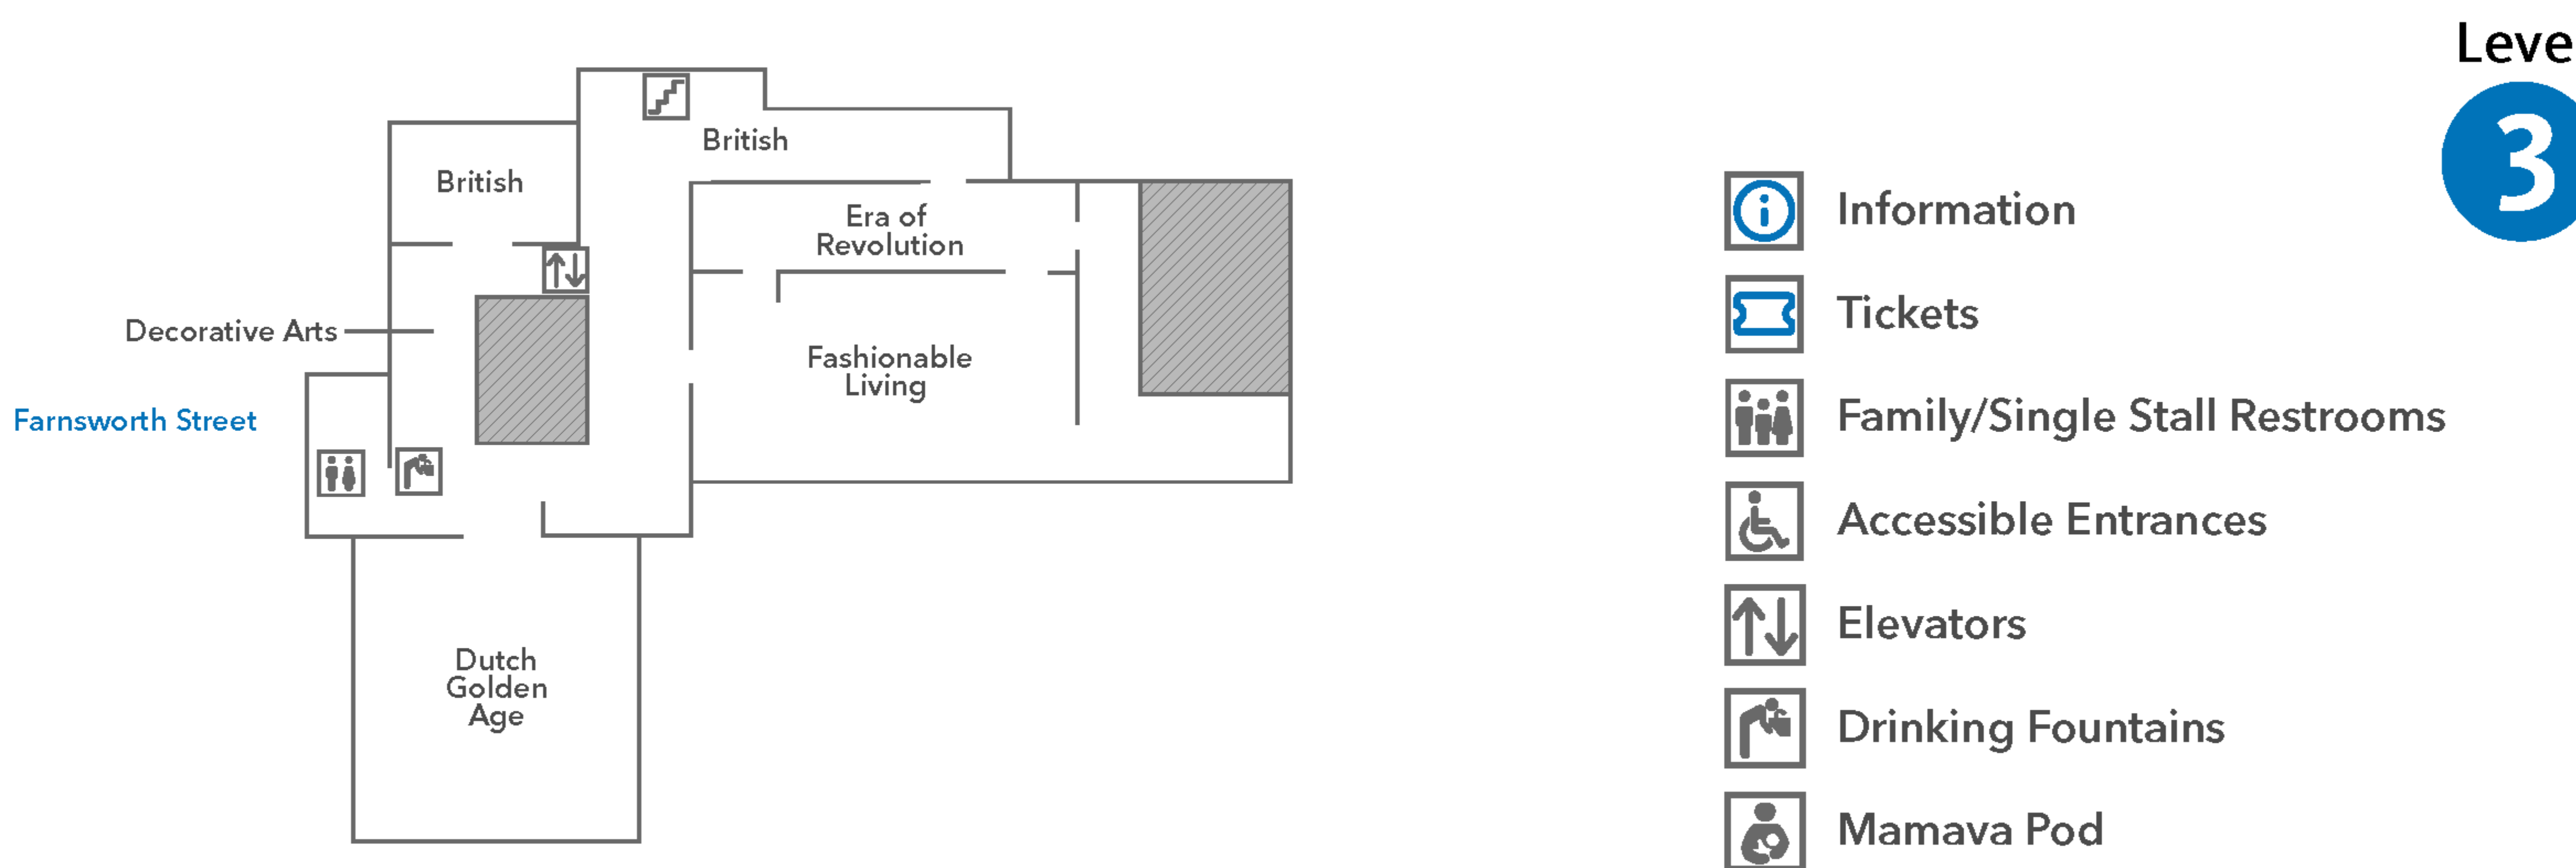 Leve
3
British
British
Era of
Revolution
Decorative Arts
Fashionable
Living
Farnsworth Street
Dutch
Golden
Age
Information
Tickets
Family/Single Stall Restrooms
Accessible Entrances
Elevators
Drinking Fountains
Mamava Pod